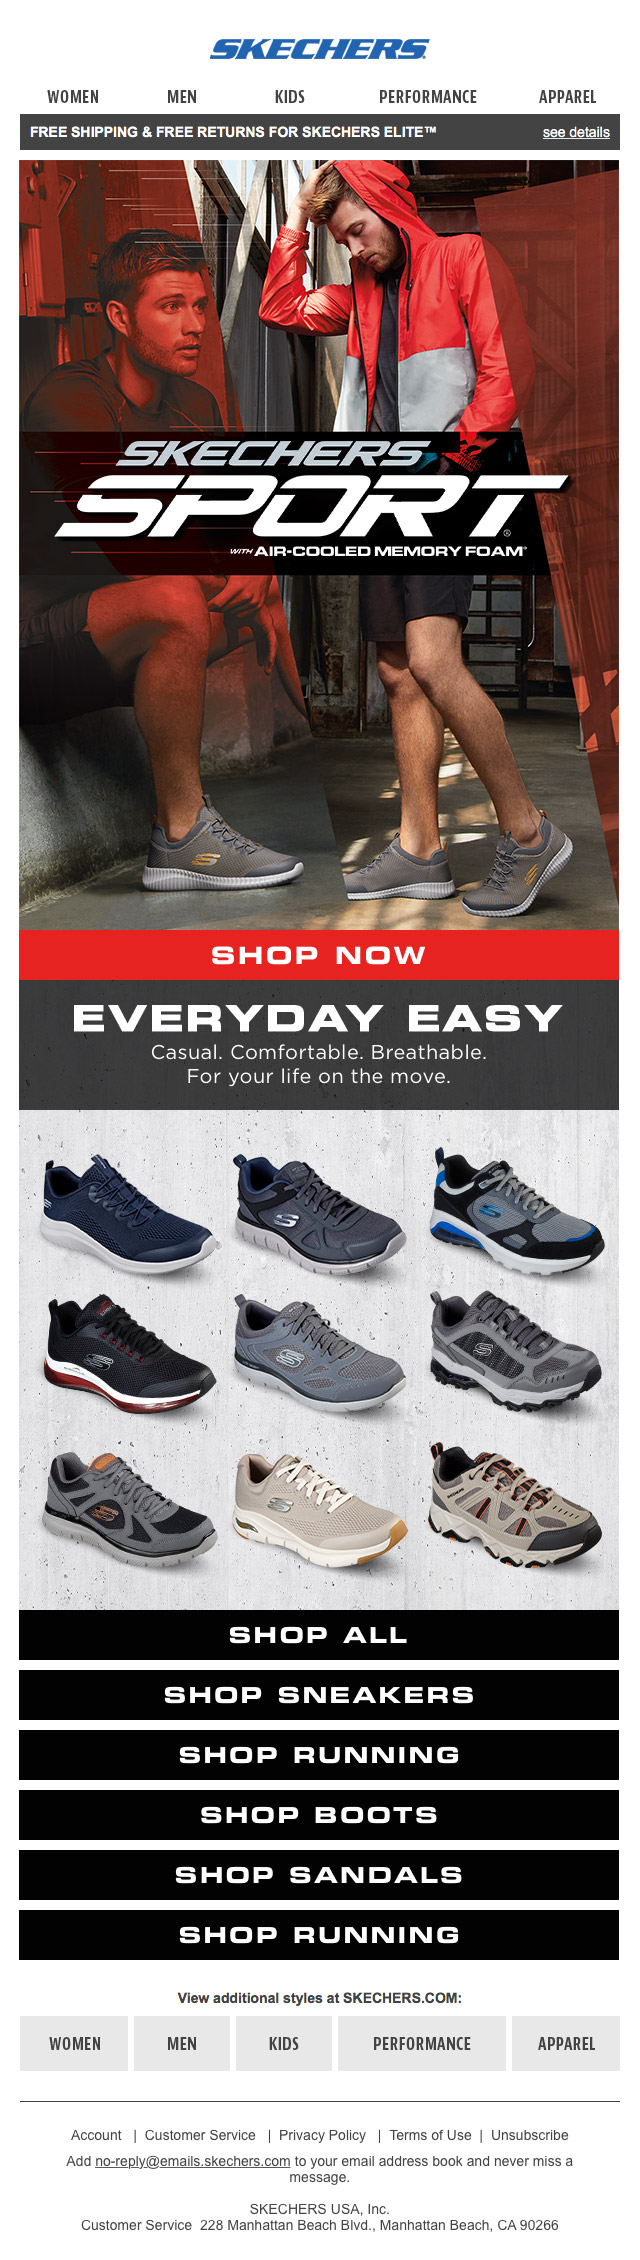 SKECHERS
WOMEN MEN KIDS PERFORMANCE APPAREL
FREE SHIPPING & FREE RETURNS FOR SKECHERS ELITE™ see details
SKECHERS
SPORT®
WITH AIR-COOLED MEMORY FOAM®
SHOP NOW
EVERYDAY EASY
Casual. Comfortable. Breathable.
For your life on the move.
SHOP ALL
SHOP SNEAKERS
SHOP RUNNING
SHOP BOOTS
SHOP SANDALS
SHOP RUNNING
View additional styles at SKECHERS.COM:
WOMEN MEN KIDS PERFORMANCE APPAREL
Account | Customer Service | Privacy Policy | Terms of Use | Unsubscribe
Add no-reply@emails.skechers.com to your email address book and never miss a
message.
SKECHERS USA, Inc.
Customer Service 228 Manhattan Beach Blvd., Manhattan Beach, CA 90266